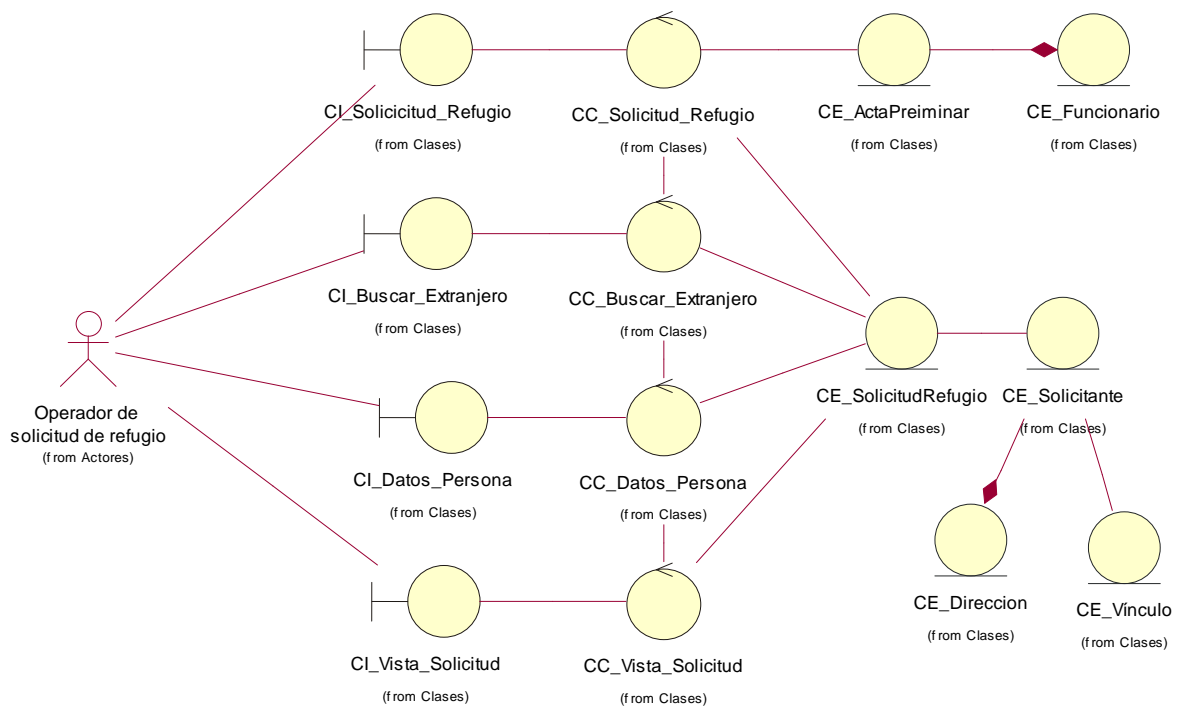 CI_Solicicitud_Refugio
(from Clases)
CC_Solicitud_Refugio
(from Clases)
CE_ActaPreiminar
(from Clases)
CE_Funcionario
(from Clases)
CI_Buscar_Extranjero
(from Clases)
CC_Buscar_Extranjero
(from Clases)
Operador de
solicitud de refugio
(from Actores)
CE_SolicitudRefugio
(from Clases)
CE_Solicitante
(from Clases)
CI_Datos_Persona
(from Clases)
CC_Datos_Persona
(from Clases)
CE_Direccion
(from Clases)
CE_Vínculo
(from Clases)
CI_Vista_Solicitud
(from Clases)
CC_Vista_Solicitud
(from Clases)